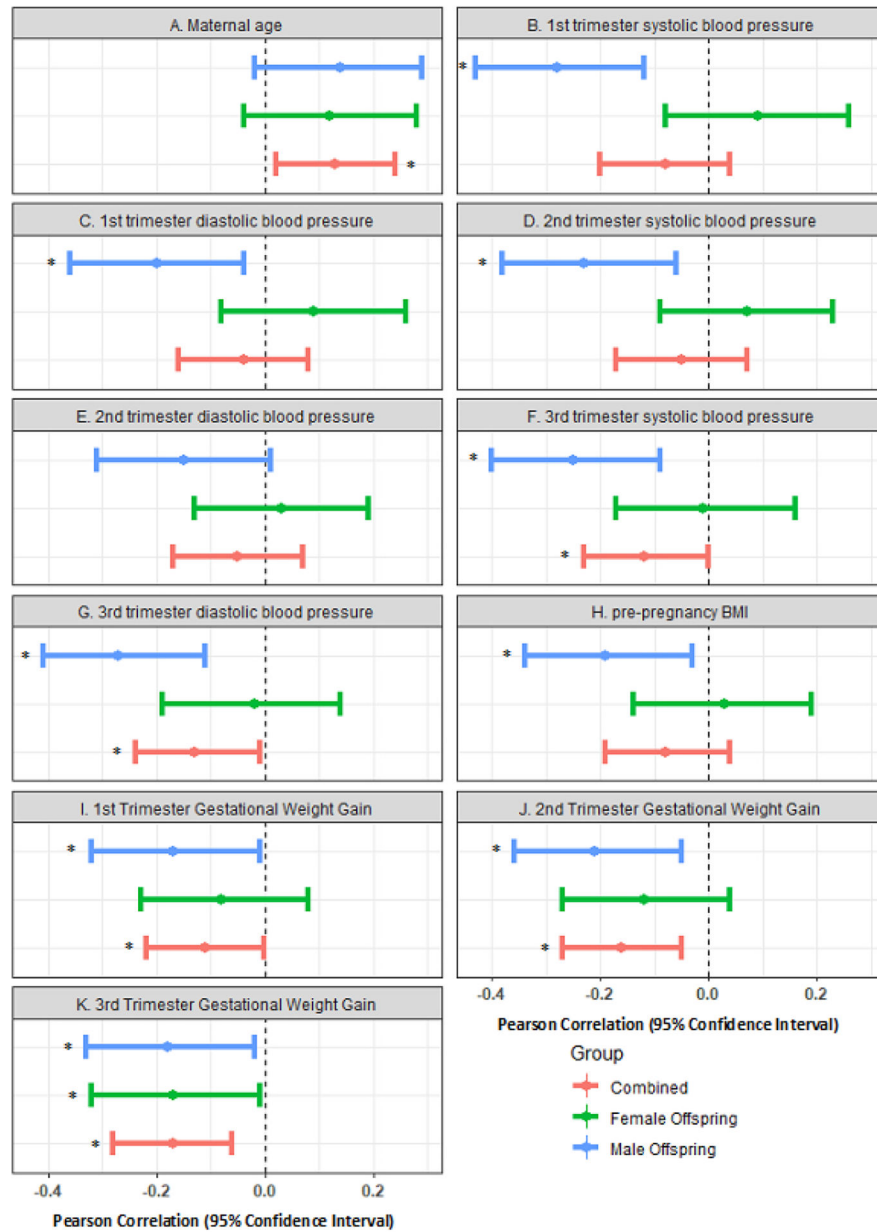 A. Maternal age
B. 1st trimester systolic blood pressure
*
*
C. 1st trimester diastolic blood pressure
D. 2nd trimester systolic blood pressure
*
*
E. 2nd trimester diastolic blood pressure
F. 3rd trimester systolic blood pressure
*
*
G. 3rd trimester diastolic blood pressure
H. pre-pregnancy BMI
*
*
*
I. 1st Trimester Gestational Weight Gain
J. 2nd Trimester Gestational Weight Gain
*
*
*
*
K. 3rd Trimester Gestational Weight Gain
*
*
*
-0.4 -0.2 0.0 0.2
Pearson Correlation (95% Confidence Interval)
Group
Combined
Female Offspring
Male Offspring
-0.4 -0.2 0.0 0.2
Pearson Correlation (95% Confidence Interval)